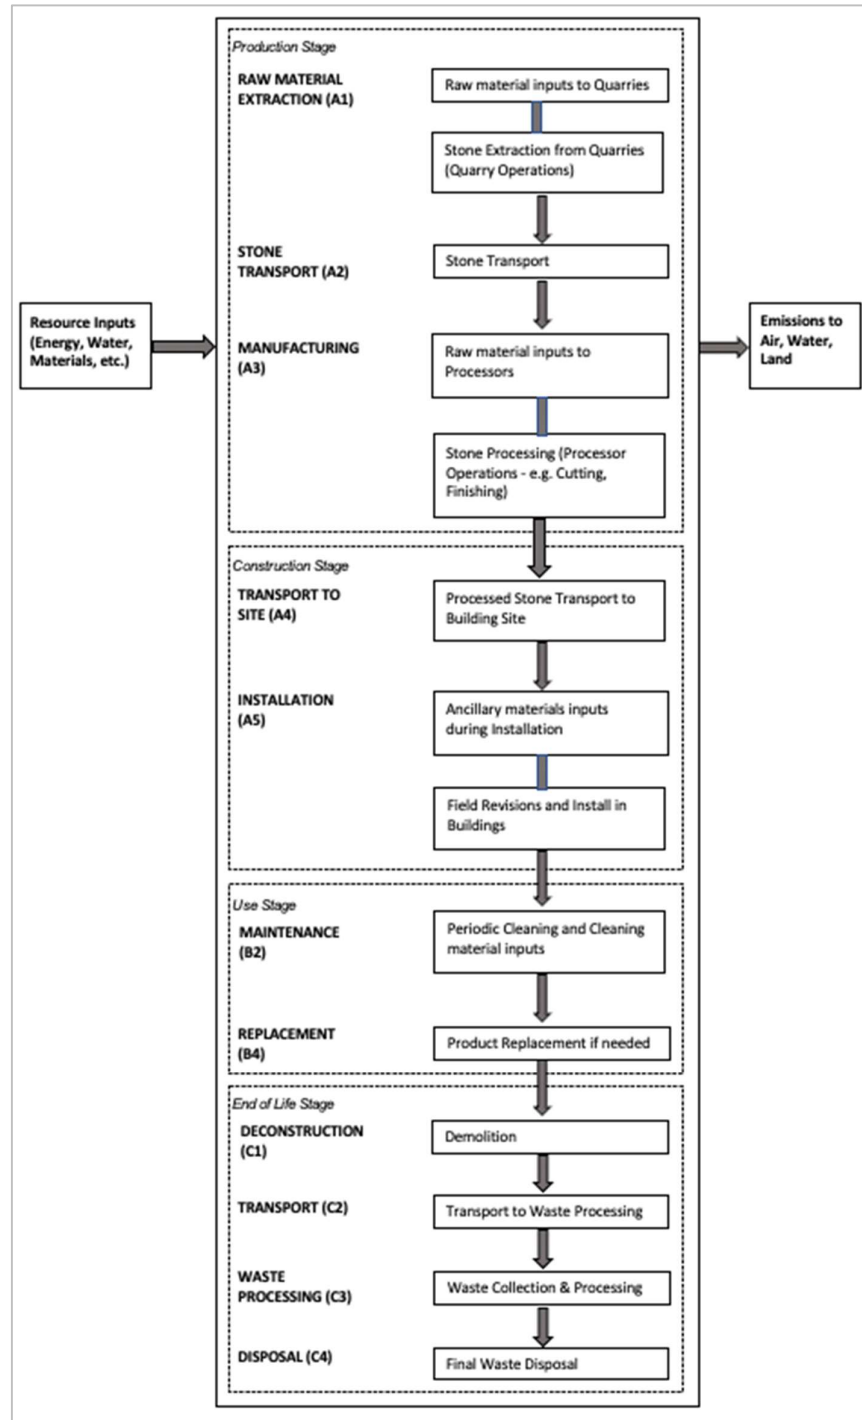 Production Stage
RAW MATERIAL
EXTRACTION (A1)
Raw material inputs to Quarries
Stone Extraction from Quarries
(Quarry Operations)
STONE
TRANSPORT (A2)
Stone Transport
Resource Inputs
(Energy, Water,
Materials, etc.)
MANUFACTURING
(A3)
Raw material inputs to
Processors
Emissions to
Air, Water,
Land
Stone Processing (Processor
Operations - e.g. Cutting,
Finishing)
Construction Stage
TRANSPORT TO
SITE (A4)
Processed Stone Transport to
Building Site
INSTALLATION
(A5)
Ancillary materials inputs
during Installation
Field Revisions and Install in
Buildings
Use Stage
MAINTENANCE
(B2)
Periodic Cleaning and Cleaning
material inputs
REPLACEMENT
(B4)
Product Replacement if needed
End of Life Stage
DECONSTRUCTION
(C1)
Demolition
TRANSPORT (C2)
Transport to Waste Processing
WASTE
PROCESSING (C3)
Waste Collection & Processing
DISPOSAL (C4)
Final Waste Disposal